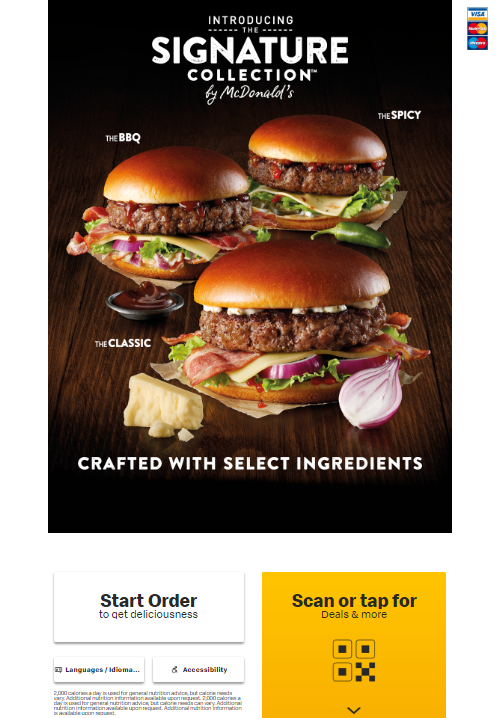 INTRODUCING
THE
SIGNATURE
COLLECTION™
by McDonald's
THE SPICY
THE BBQ
THE CLASSIC
CRAFTED WITH SELECT INGREDIENTS
VISA
MasterCard
Maestro
Start Order
to get deliciousness
Scan or tap for
Deals & more
Languages / Idioma...
Accessibility
2,000 calories a day is used for general nutrition advice, but calorie needs
vary. Additional nutrition information available upon request. 2,000 calories a
day is used for general nutrition advice, but calorie needs can vary. Additional
nutrition information available upon request. Additional nutrition information
is available upon request.